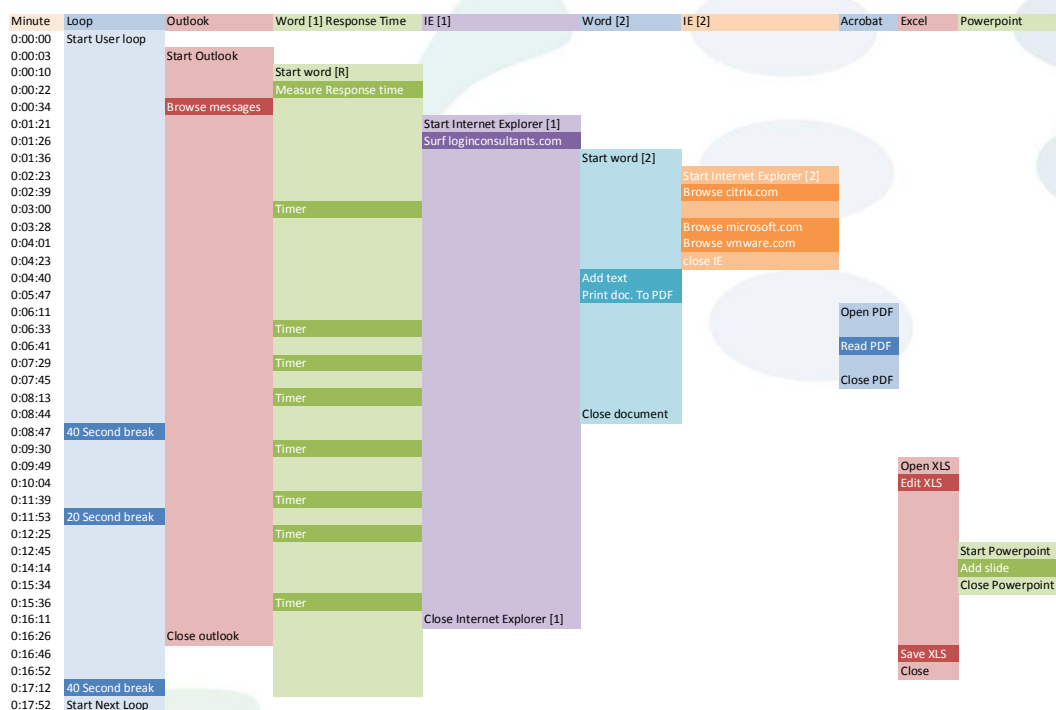 Minute Loop Outlook Word [1] Response Time IE [1] Word [2] IE [2] Acrobat Excel Powerpoint
0:00:00 Start User loop
0:00:03 Start Outlook
0:00:10 Start word [R]
0:00:22 Measure Response time
0:00:34 Browse messages
0:01:21 Start Internet Explorer [1]
0:01:26 Surf loginconsultants.com
0:01:36 Start word [2]
0:02:23 Start Internet Explorer [2]
0:02:39 Browse citrix.com
0:03:00 Timer
0:03:28 Browse microsoft.com
0:04:01 Browse vmware.com
0:04:23 close IE
0:04:40 Add text
0:05:47 Print doc. To PDF
0:06:11 Open PDF
0:06:33 Timer
0:06:41 Read PDF
0:07:29 Timer
0:07:45 Close PDF
0:08:13 Timer
0:08:44 Close document
0:08:47 40 Second break
0:09:30 Timer
0:09:49 Open XLS
0:10:04 Edit XLS
0:11:39 Timer
0:11:53 20 Second break
0:12:25 Timer
0:12:45 Start Powerpoint
0:14:14 Add slide
0:15:34 Close Powerpoint
0:15:36 Timer
0:16:11 Close Internet Explorer [1]
0:16:26 Close outlook
0:16:46 Save XLS
0:16:52 Close
0:17:12 40 Second break
0:17:52 Start Next Loop